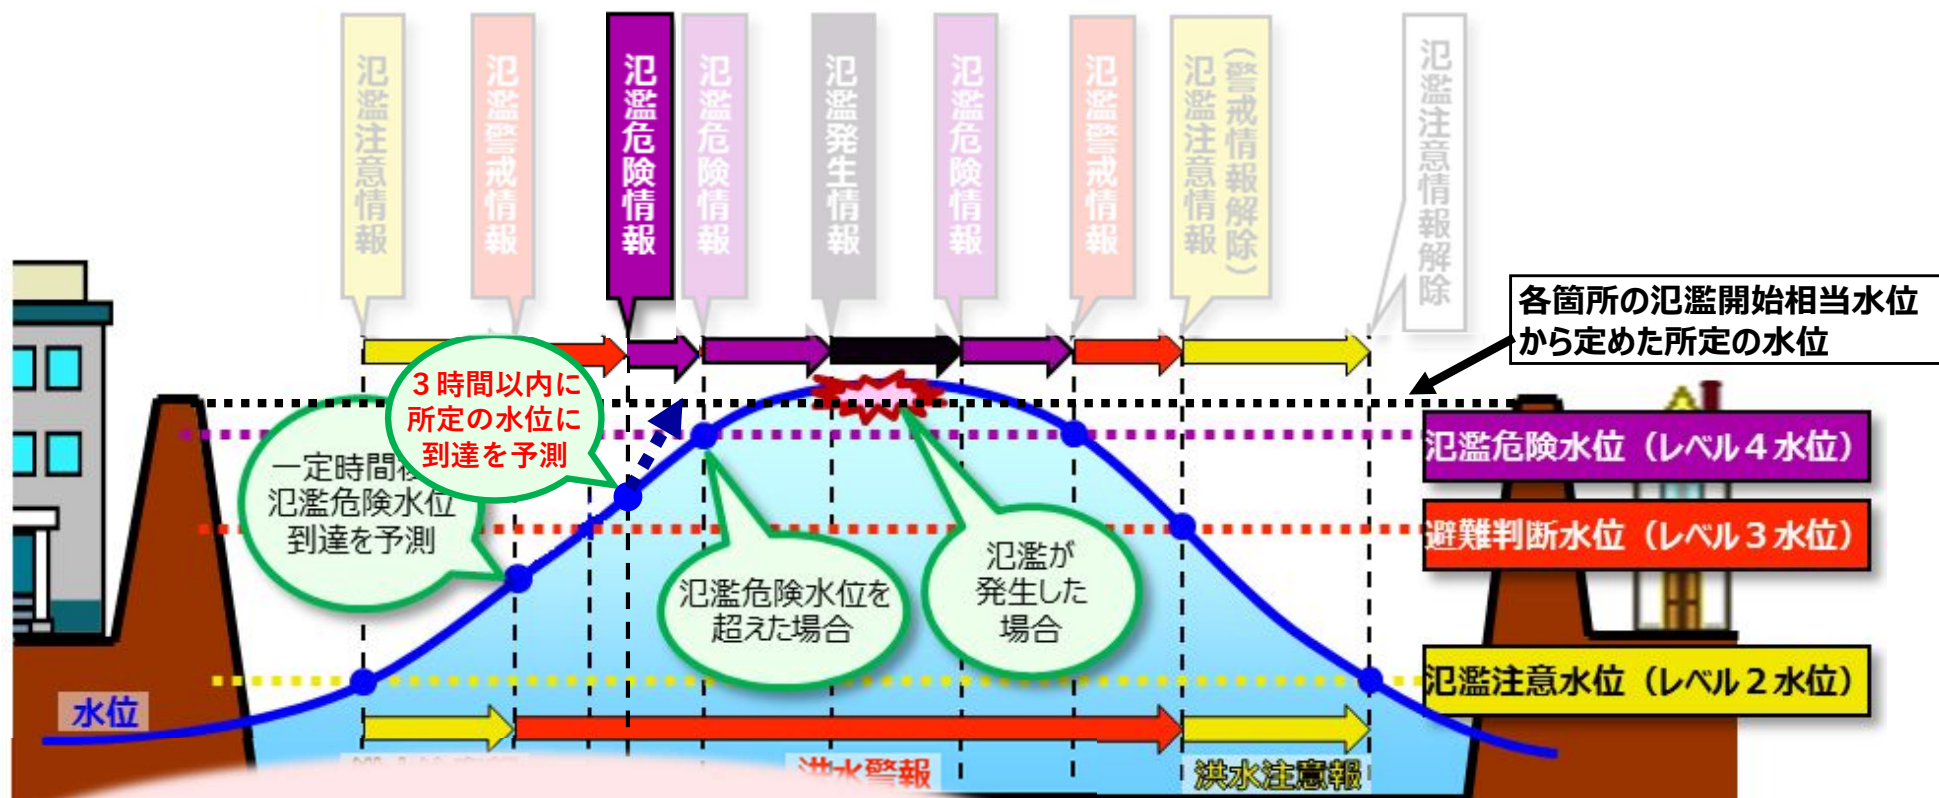 氾濫注意情報
氾濫警戒情報
氾濫危険情報
氾濫危険情報
氾濫発生情報
氾濫危険情報
氾濫警戒情報
氾濫注意情報
(警戒情報解除)
氾濫注意情報解除
各箇所の氾濫開始相当水位
から定めた所定の水位
3時間以内に
所定の水位に
到達を予測
一定時間
氾濫危険水位
到達を予測
氾濫危険水位を
超えた場合
氾濫が
発生した
場合
氾濫危険水位（レベル4水位）
避難判断水位（レベル3水位）
氾濫注意水位（レベル2水位）
水位
洪水警報
洪水注意報